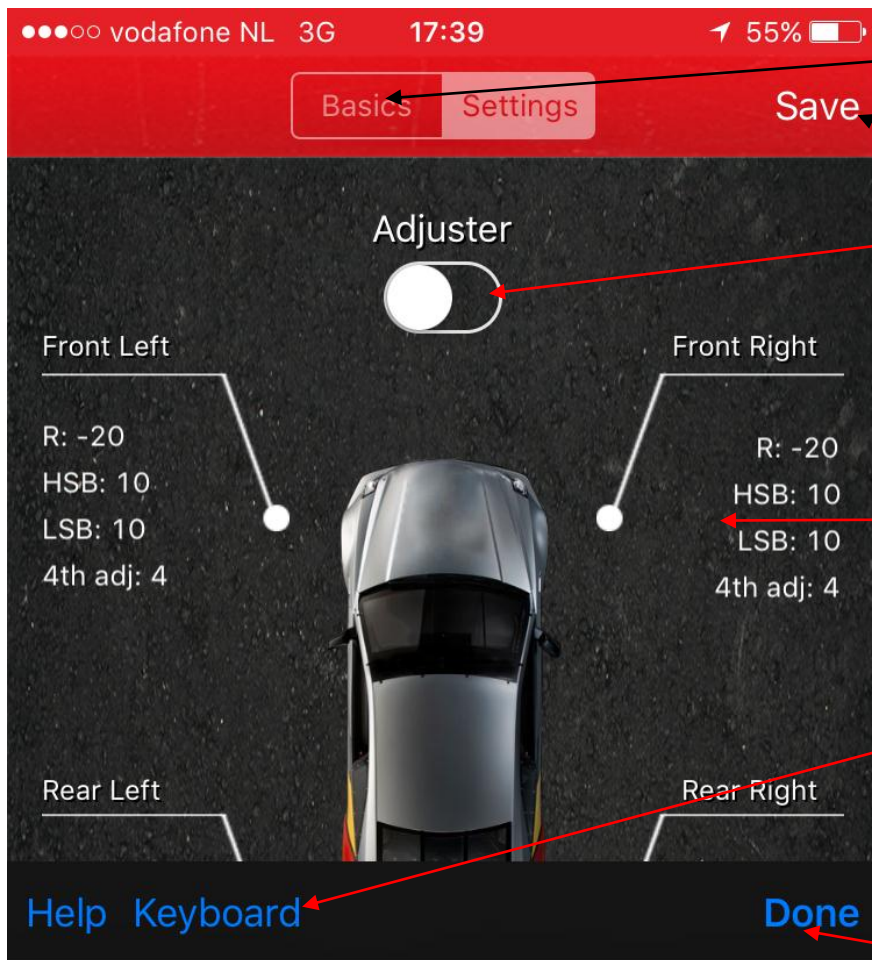 vodafone NL 3G 17:39 55%
Basics Settings Save
Adjuster
Front Left Front Right
R: -20
HSB: 10
LSB: 10
4th adj: 4
R: -20
HSB: 10
LSB: 10
4th adj: 4
Rear Left Rear Right
Help Keyboard Done